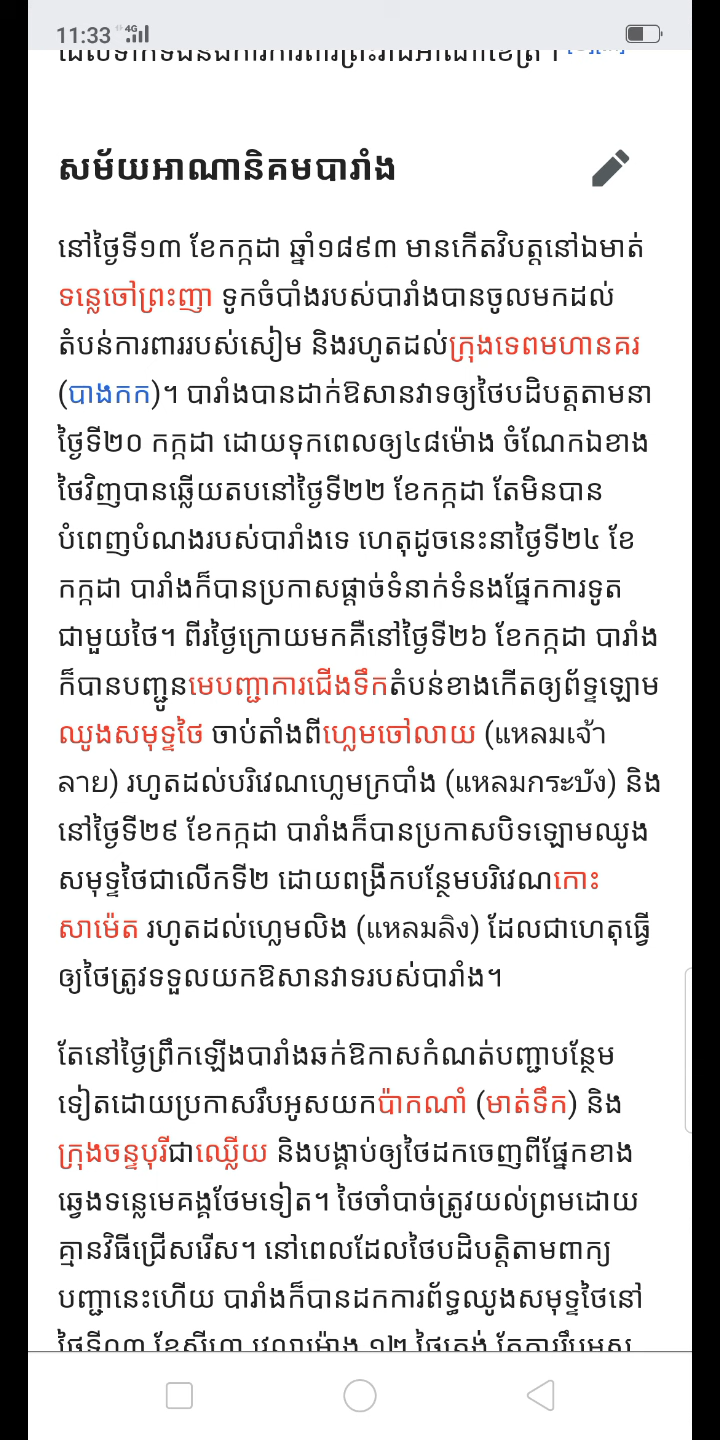 11:33 4G
សម័យអាណានិគមបារាំង
នៅថ្ងៃទី១៣ ខែកក្កដា ឆ្នាំ១៨៩៣ មានកើតវិបត្តនៅឯមាត់
ទន្លេចៅព្រះញា ទូកចំបាំងរបស់បារាំងបានចូលមកដល់
តំបន់ការពាររបស់សៀម និងរហូតដល់ក្រុងទេពមហានគរ
(បាងកក)។ បារាំងបានដាក់ឱសានវាទឲ្យថៃបដិបត្តតាមនា
ថ្ងៃទី២០ កក្កដា ដោយទុកពេលឲ្យ៤៨ម៉ោង ចំណែកឯខាង
ថៃវិញបានឆ្លើយតបនៅថ្ងៃទី២២ ខែកក្កដា តែមិនបាន
បំពេញបំណងរបស់បារាំងទេ ហេតុដូចនេះនាថ្ងៃទី២៤ ខែ
កក្កដា បារាំងក៏បានប្រកាសផ្តាច់ទំនាក់ទំនងផ្នែកការទូត
ជាមួយថៃ។ ពីរថ្ងៃក្រោយមកគឺនៅថ្ងៃទី២៦ ខែកក្កដា បារាំង
ក៏បានបញ្ជូនមេបញ្ជាការជើងទឹកតំបន់ខាងកើតឲ្យព័ទ្ទឡោម
ឈូងសមុទ្ទថៃ ចាប់តាំងពីហ្លេមចៅលាយ (แหลมเจ้า
ลาย) រហូតដល់បរិវេណហ្លេមក្របាំង (แหลมกระบัง) និង
នៅថ្ងៃទី២៩ ខែកក្កដា បារាំងក៏បានប្រកាសបិទឡោមឈូង
សមុទ្ទថៃជាលើកទី២ ដោយពង្រីកបន្ថែមបរិវេណកោះ
សាម៉េត រហូតដល់ហ្លេមលិង (แหลมลิง) ដែលជាហេតុធ្វើ
ឲ្យថៃត្រូវទទួលយកឱសានវាទរបស់បារាំង។
តែនៅថ្ងៃព្រឹកឡើងបារាំងឆក់ឱកាសកំណត់បញ្ជាបន្ថែម
ទៀតដោយប្រកាសរឹបអូសយកប៉ាកណាំ (មាត់ទឹក) និង
ក្រុងចន្ទបុរីជាឈ្លើយ និងបង្គាប់ឲ្យថៃដកចេញពីផ្នែកខាង
ឆ្វេងទន្លេមេគង្គថែមទៀត។ ថៃចាំបាច់ត្រូវយល់ព្រមដោយ
គ្មានវិធីជ្រើសរើស។ នៅពេលដែលថៃបដិបត្តិតាមពាក្យ
បញ្ជានេះហើយ បារាំងក៏បានដកការព័ទ្ធឈូងសមុទ្ទថៃនៅ